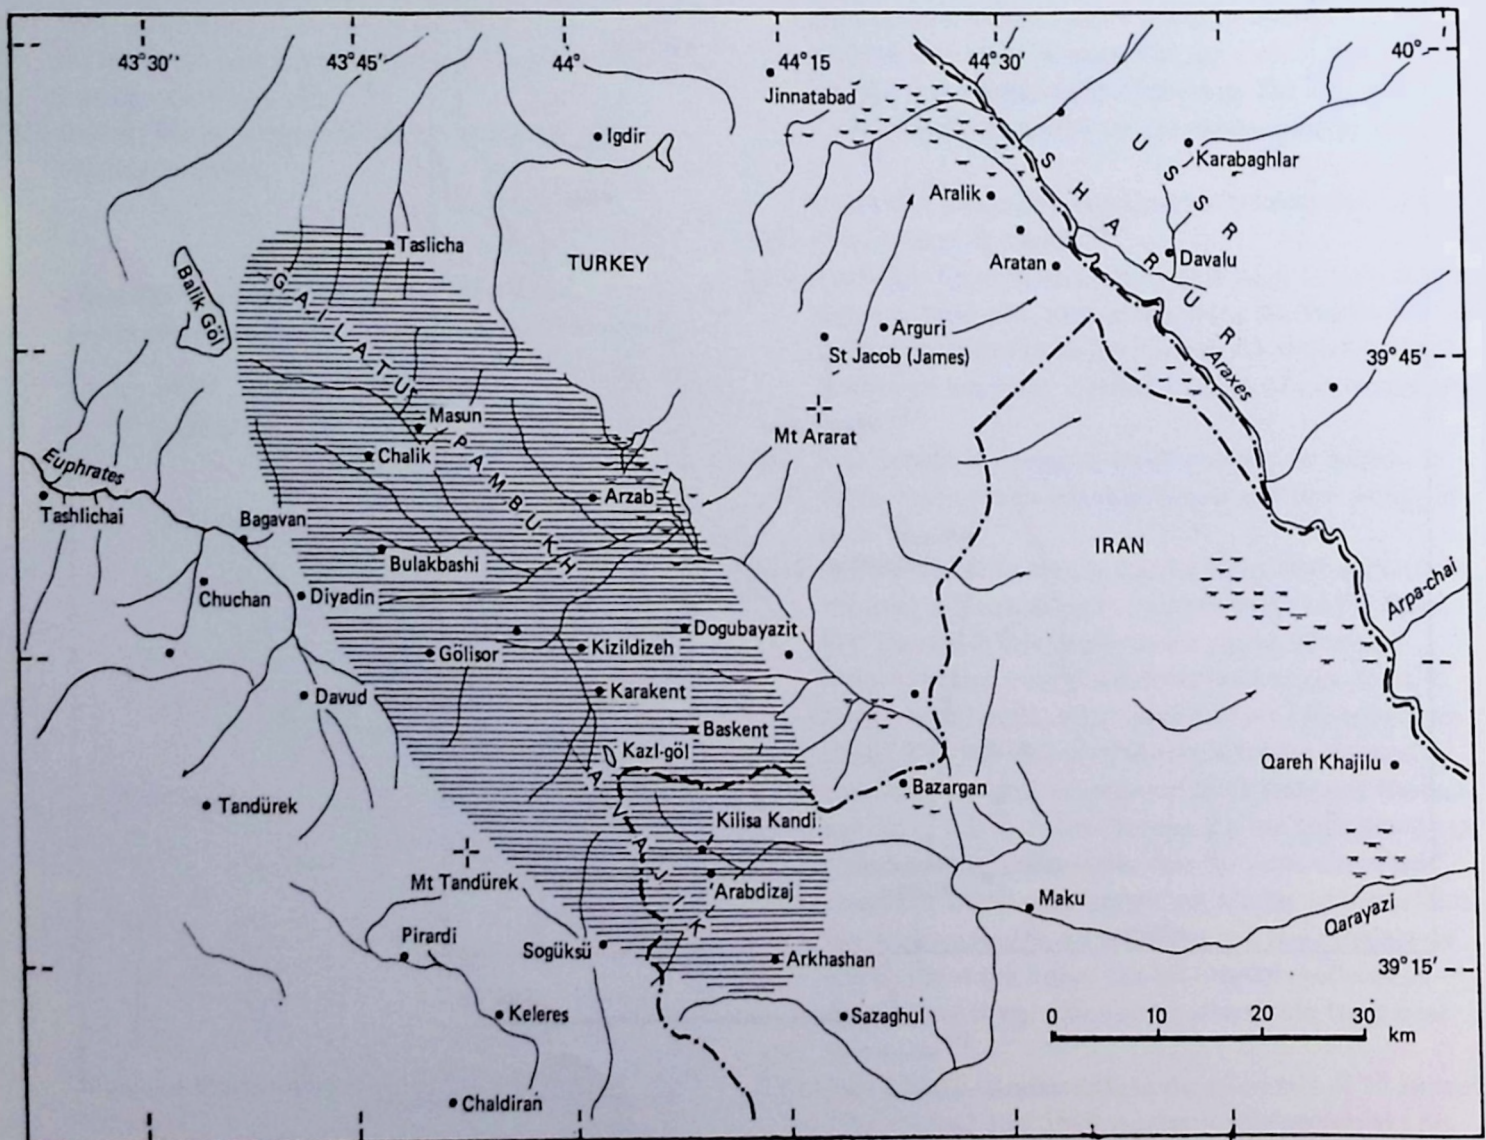 43°30'
43°45'
44°
44°15
44°30'
40°
Jinnatabad
Igdir
USSR
Karabaghlar
SHARUR
Aralik
Taslicha
TURKEY
Aratan
Davalu
Balik Göl
GAILATU
Arguri
St Jacob (James)
39°45'
Araxes
Masun
PAMBUKH
Mt Ararat
Chalik
Euphrates
Tashlichai
Arzab
Bagavan
IRAN
Bulakbashi
Arpa-chai
Chuchan
Diyadin
Dogubayazit
Gölisor
Kizildizeh
Davud
Karakent
Baskent
Kazl-göl
Qareh Khajilu
Bazargan
Tandürek
Kilisa Kandi
Mt Tandürek
Arabdizaj
Maku
Qarayazi
Pirardi
Sogüksü
Arkhashan
39°15'
Keleres
Sazaghul
0 10 20 30
km
Chaldiran